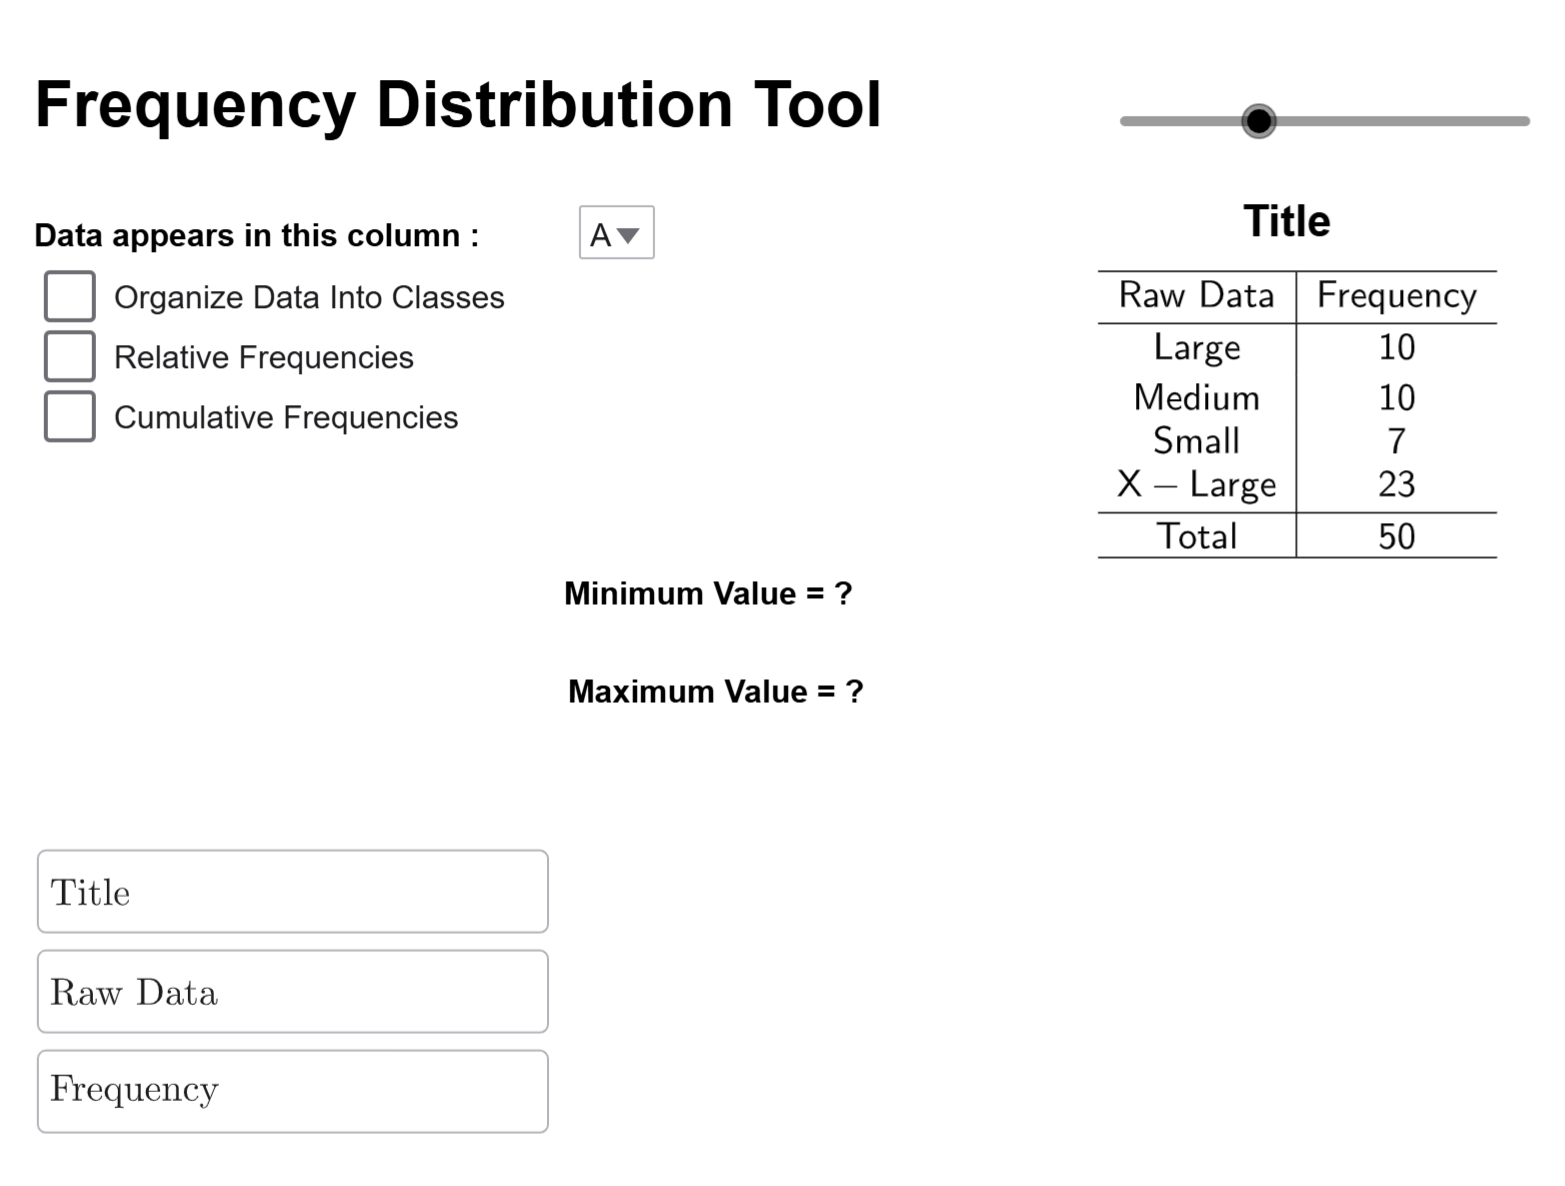 Frequency Distribution Tool
Data appears in this column :
A
Organize Data Into Classes
Relative Frequencies
Cumulative Frequencies
Title
Raw Data Frequency
Large 10
Medium 10
Small 7
X – Large 23
Total 50
Minimum Value = ?
Maximum Value = ?
Title
Raw Data
Frequency